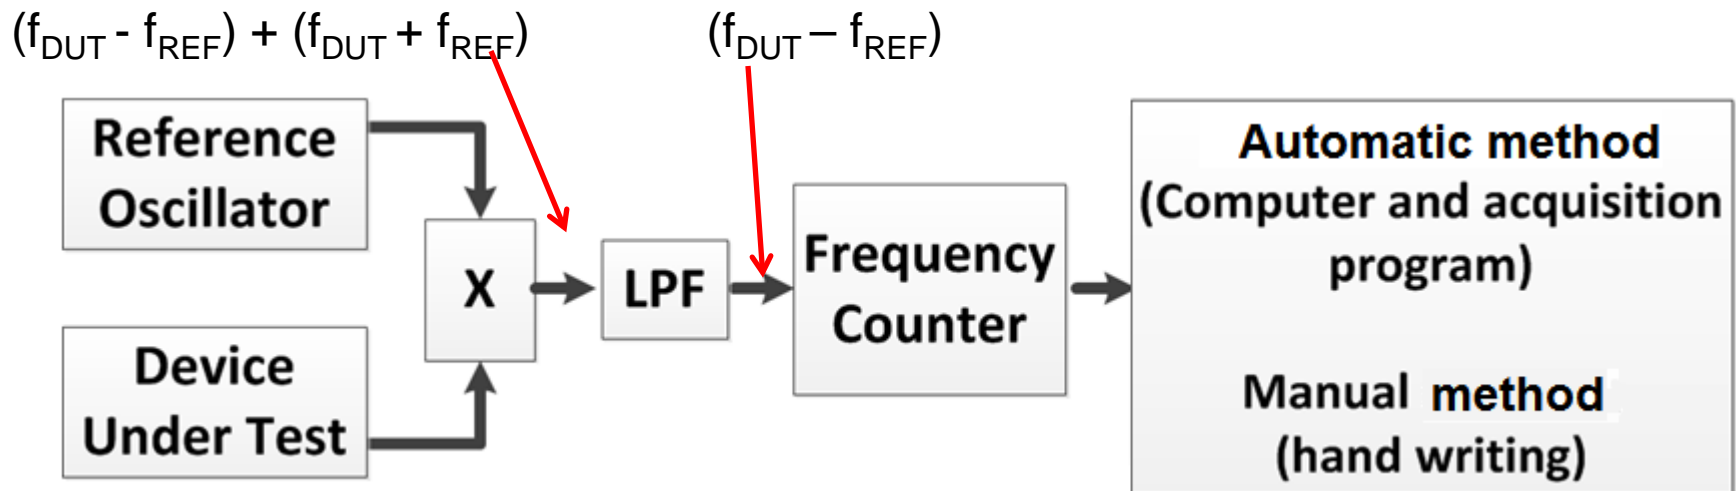 (fDUT - fREF) + (fDUT + fREF)
(fDUT – fREF)
Reference
Oscillator
Device
Under Test
X
LPF
Frequency
Counter
Automatic method
(Computer and acquisition
program)
Manual method
(hand writing)